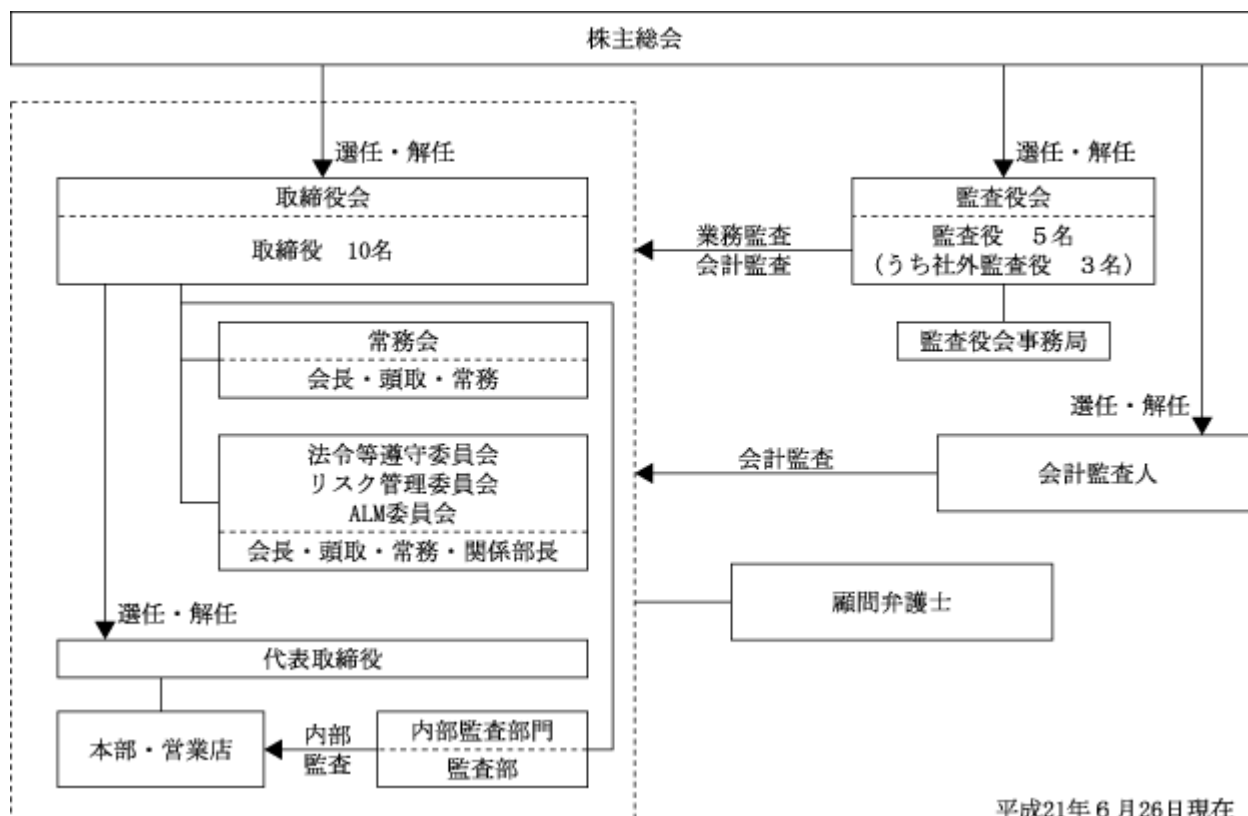 株主総会
選任・解任
選任・解任
取締役会
取締役　10名
監査役会
監査役　５名
(うち社外監査役　３名)
業務監査
会計監査
監査役会事務局
常務会
会長・頭取・常務
選任・解任
法令等遵守委員会
リスク管理委員会
ALM委員会
会長・頭取・常務・関係部長
会計監査
会計監査人
顧問弁護士
選任・解任
代表取締役
本部・営業店
内部
監査
内部監査部門
監査部
平成21年６月26日現在